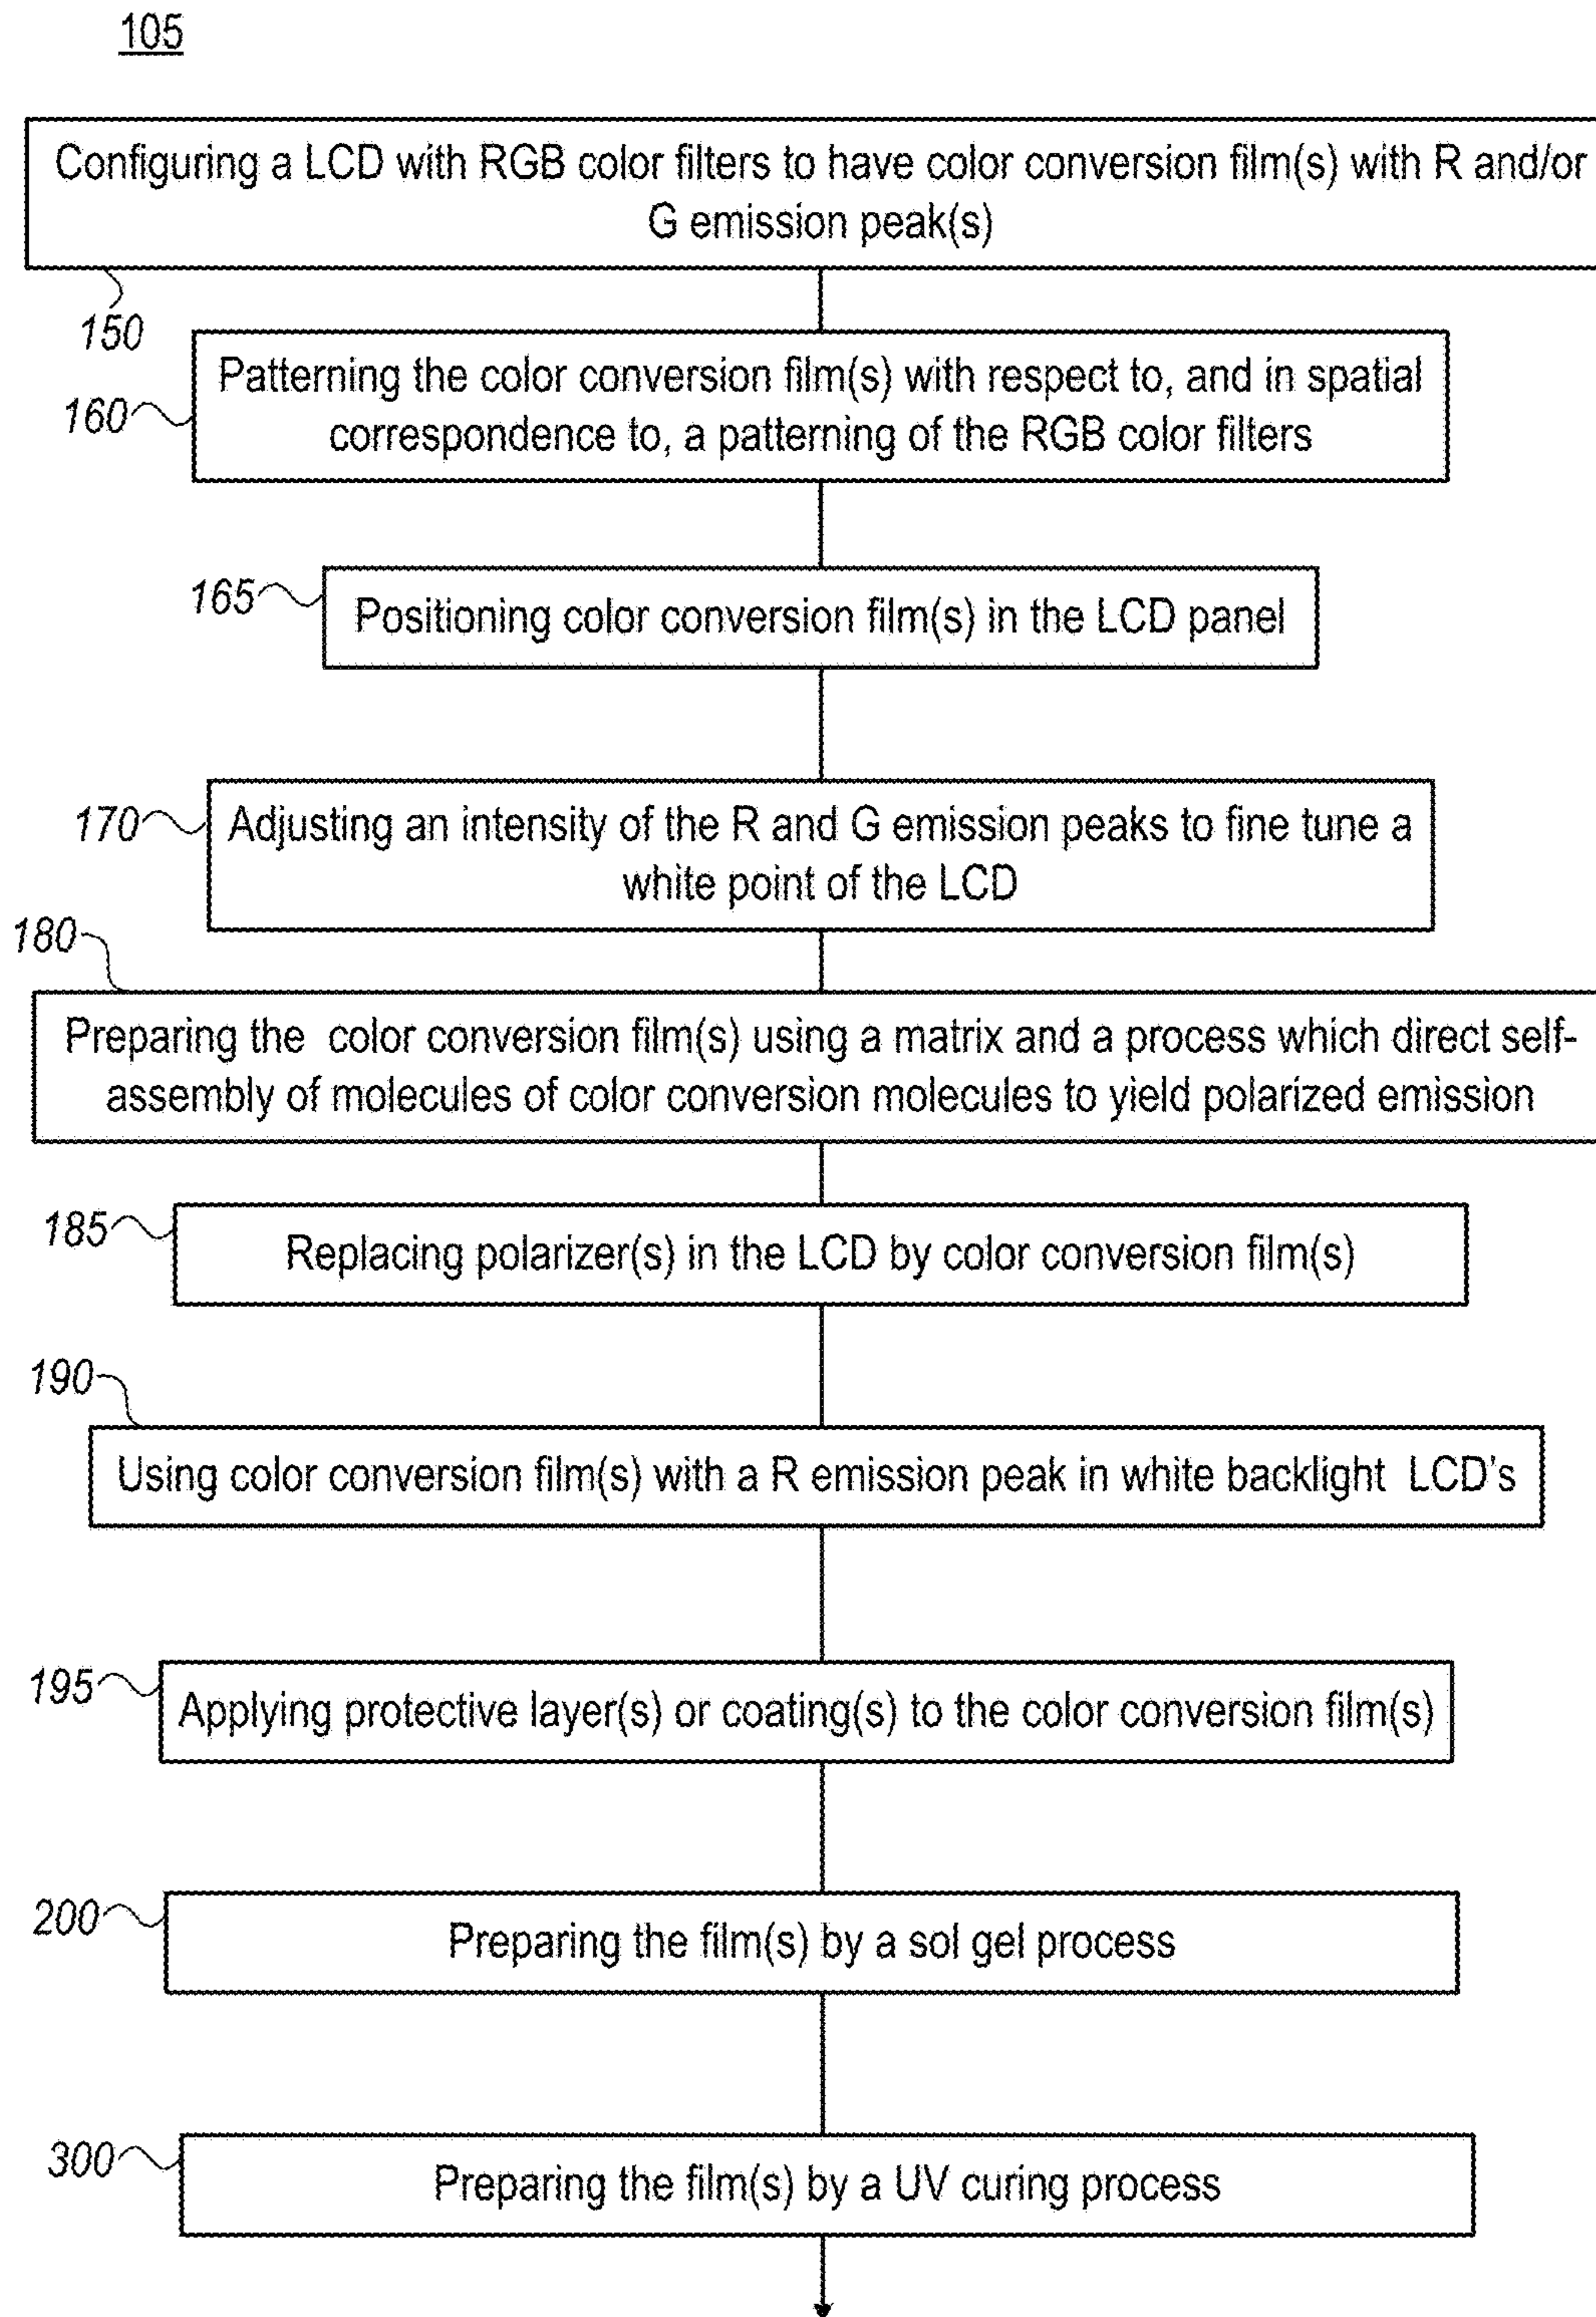 105
Configuring a LCD with RGB color filters to have color conversion film(s) with R and/or
G emission peak(s)
150
Patterning the color conversion film(s) with respect to, and in spatial
correspondence to, a patterning of the RGB color filters
160
165
Positioning color conversion film(s) in the LCD panel
170
Adjusting an intensity of the R and G emission peaks to fine tune a
white point of the LCD
180
Preparing the color conversion film(s) using a matrix and a process which direct self-
assembly of molecules of color conversion molecules to yield polarized emission
185
Replacing polarizer(s) in the LCD by color conversion film(s)
190
Using color conversion film(s) with a R emission peak in white backlight LCD's
195
Applying protective layer(s) or coating(s) to the color conversion film(s)
200
Preparing the film(s) by a sol gel process
300
Preparing the film(s) by a UV curing process